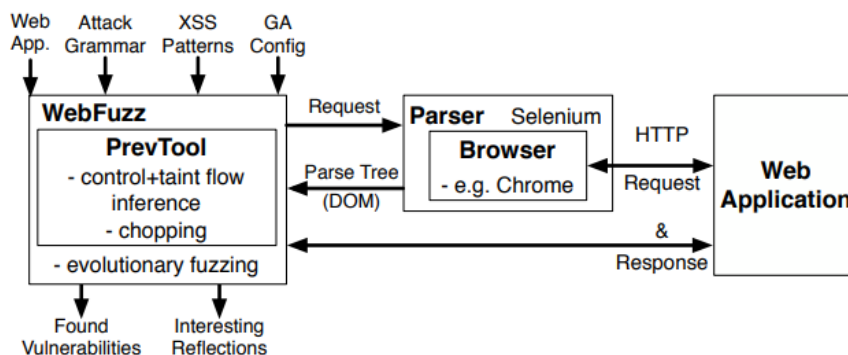 Web App.
Attack Grammar
XSS Patterns
GA Config
WebFuzz
PrevTool
- control+taint flow
inference
- chopping
- evolutionary fuzzing
Request
Parse Tree
(DOM)
Parser Selenium
Browser
- e.g. Chrome
HTTP
Request
&
Response
Web
Application
Found
Vulnerabilities
Interesting
Reflections